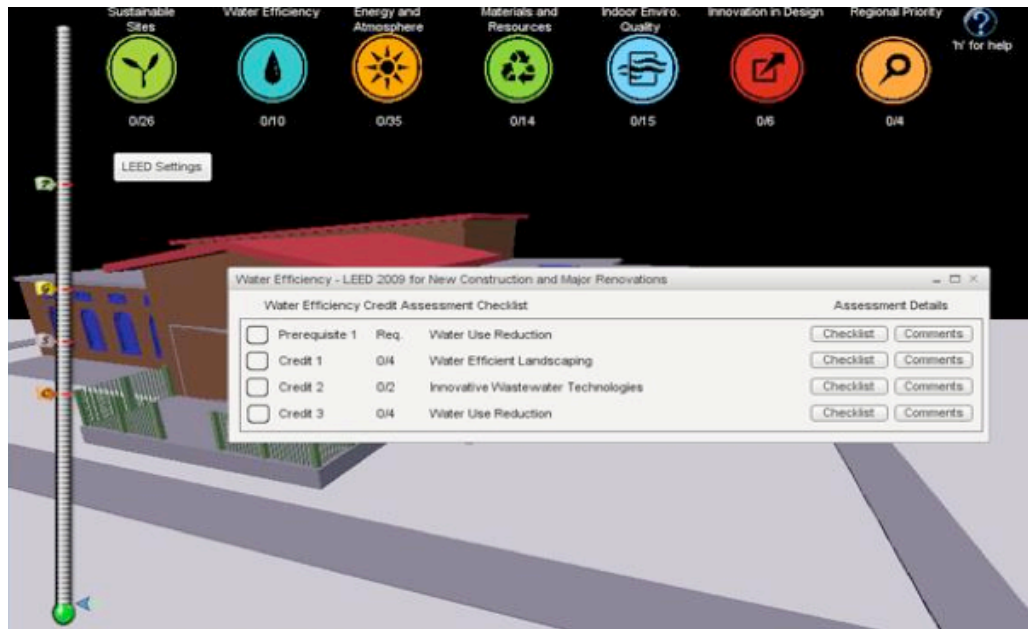 Sustainable Sites
Water Efficiency
Energy and Atmosphere
Materials and Resources
Indoor Enviro. Quality
Innovation in Design
Regional Priority
'h' for help
0/26
0/10
0/35
0/14
0/15
0/6
0/4
LEED Settings
Water Efficiency - LEED 2009 for New Construction and Major Renovations
Water Efficiency Credit Assessment Checklist Assessment Details
Prerequisite 1 Req. Water Use Reduction Checklist Comments
Credit 1 0/4 Water Efficient Landscaping Checklist Comments
Credit 2 0/2 Innovative Wastewater Technologies Checklist Comments
Credit 3 0/4 Water Use Reduction Checklist Comments